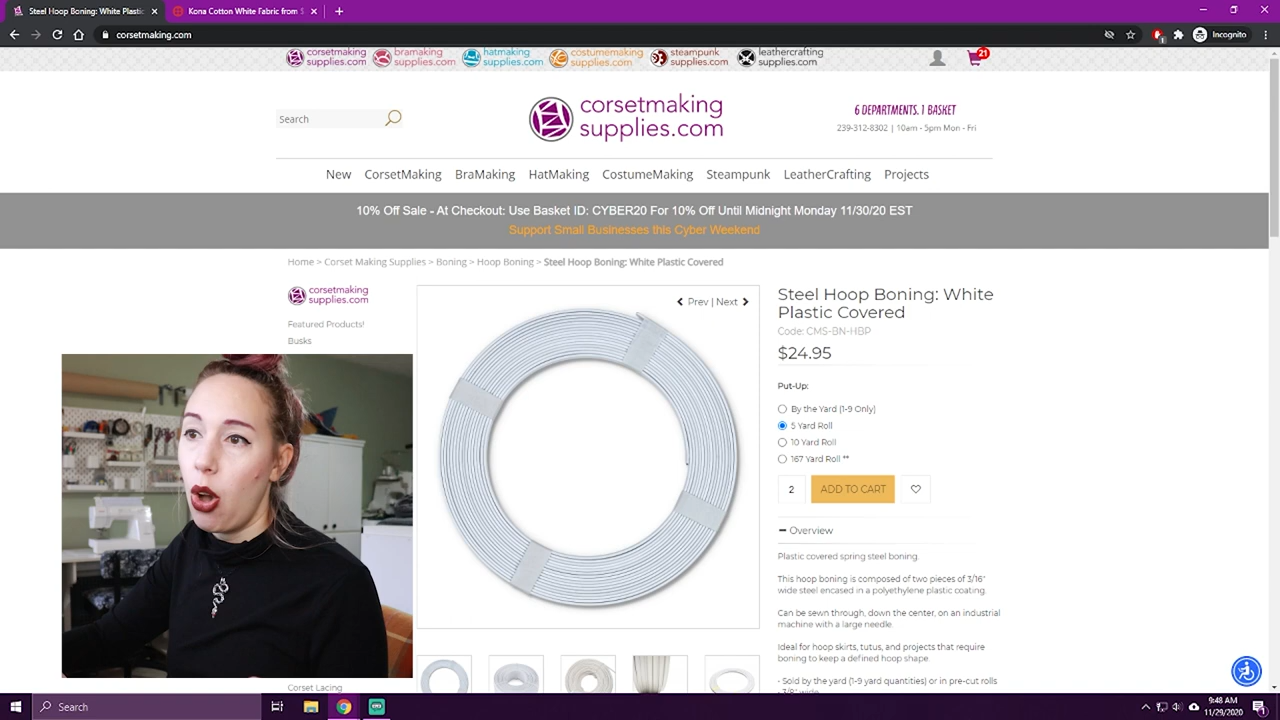 Steel Hoop Boning: White Plastic
Kona Cotton White Fabric from S
corsetmaking.com
Incognito
corsetmaking supplies.com
bramaking supplies.com
hatmaking supplies.com
costumemaking supplies.com
steampunk supplies.com
leathercrafting supplies.com
21
Search
corsetmaking
supplies.com
6 DEPARTMENTS. 1 BASKET
239-312-8302 | 10am - 5pm Mon - Fri
New CorsetMaking BraMaking HatMaking CostumeMaking Steampunk LeatherCrafting Projects
10% Off Sale - At Checkout: Use Basket ID: CYBER20 For 10% Off Until Midnight Monday 11/30/20 EST
Support Small Businesses this Cyber Weekend
Home > Corset Making Supplies > Boning > Hoop Boning > Steel Hoop Boning: White Plastic Covered
corsetmaking
supplies.com
Featured Products!
Busks
Corset Lacing
Prev | Next
Steel Hoop Boning: White
Plastic Covered
Code: CMS-BN-HBP
$24.95
Put-Up:
By the Yard (1-9 Only)
5 Yard Roll
10 Yard Roll
167 Yard Roll **
2 ADD TO CART
Overview
Plastic covered spring steel boning.
This hoop boning is composed of two pieces of 3/16"
wide steel encased in a polyethylene plastic coating.
Can be sewn through, down the center, on an industrial
machine with a large needle.
Ideal for hoop skirts, tutus, and projects that require
boning to keep a defined hoop shape.
- Sold by the yard (1-9 yard quantities) or in pre-cut rolls
- 3/8" wide
Search
9:48 AM
11/29/2020